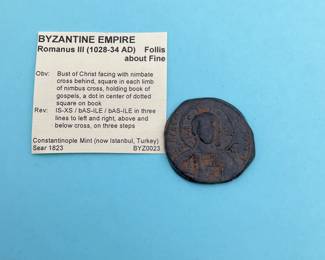 BYZANTINE EMPIRE
Romanus III (1028-34 AD) Follis
about Fine
Obv: Bust of Christ facing with nimbate
cross behind, square in each limb
of nimbus cross, holding book of
gospels, a dot in center of dotted
square on book
Rev: IS-XS / bAS-ILE / bAS-ILE in three
lines to left and right, above and
below cross, on three steps
Constantinople Mint (now Istanbul, Turkey)
Sear 1823 BYZ0023